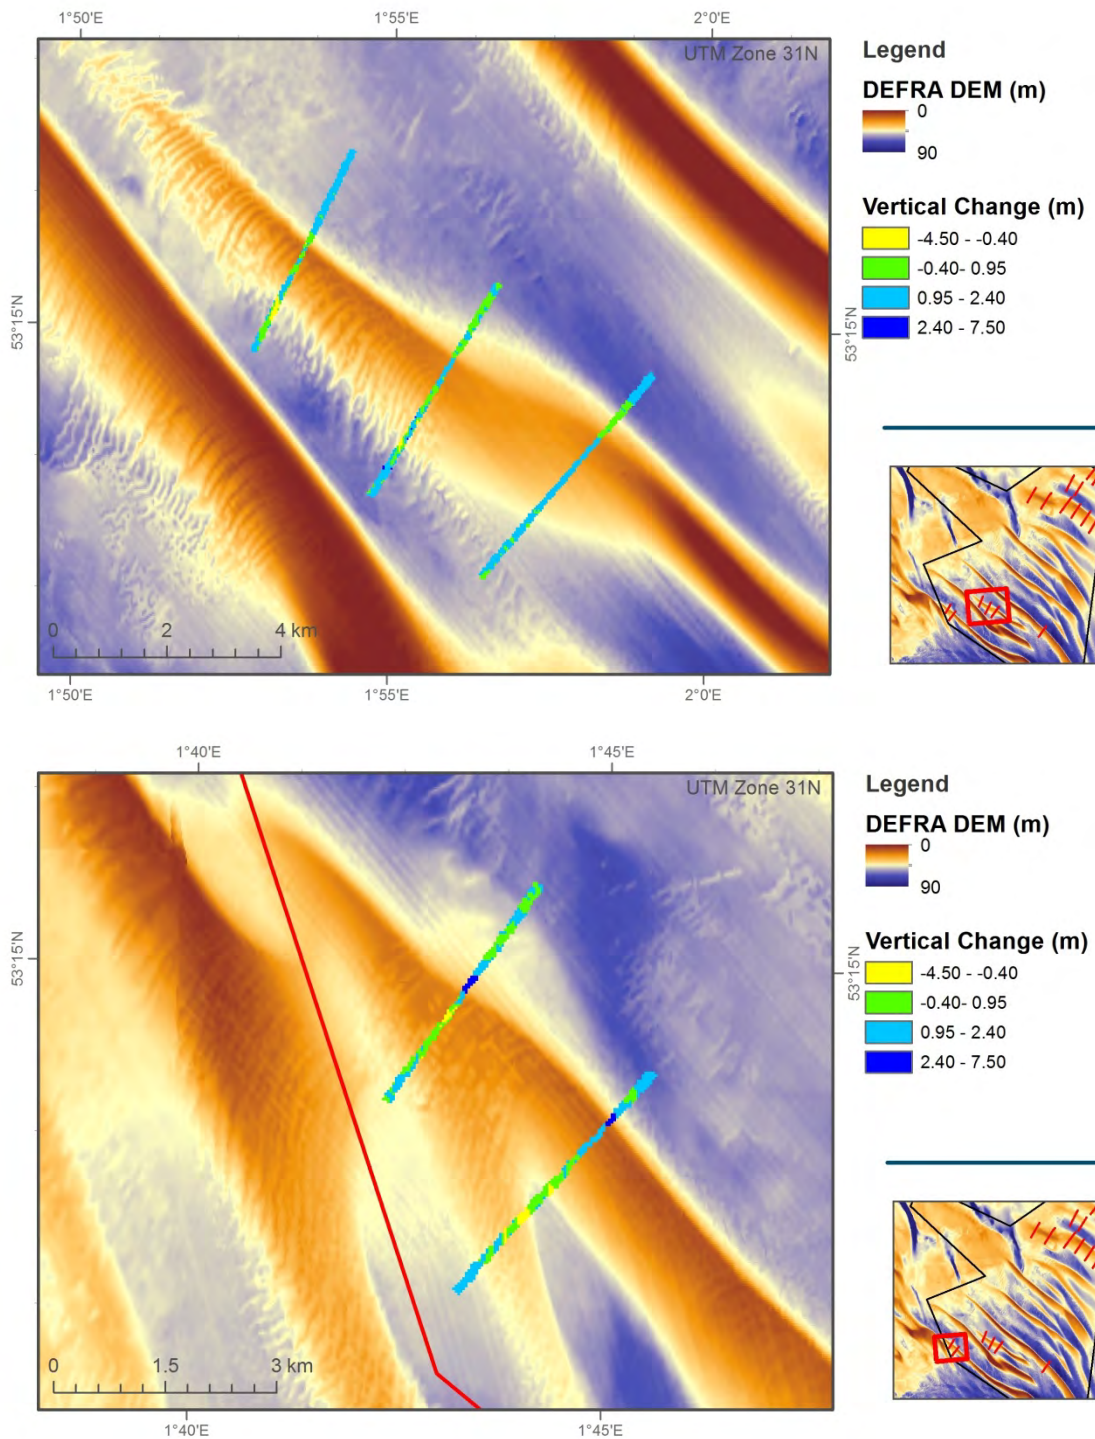 1°50'E 1°55'E 2°0'E
UTM Zone 31N
53°15'N
53°15'N
0 2 4 km
1°50'E 1°55'E 2°0'E
Legend
DEFRA DEM (m)
0
90
Vertical Change (m)
-4.50 - -0.40
-0.40- 0.95
0.95 - 2.40
2.40 - 7.50
1°40'E 1°45'E
UTM Zone 31N
53°15'N
53°15'N
0 1.5 3 km
1°40'E 1°45'E
Legend
DEFRA DEM (m)
0
90
Vertical Change (m)
-4.50 - -0.40
-0.40- 0.95
0.95 - 2.40
2.40 - 7.50